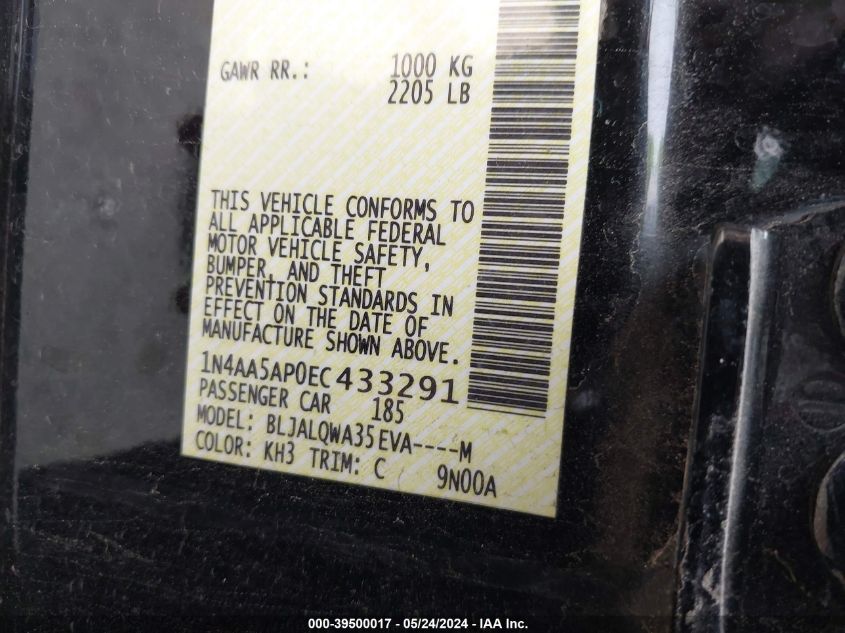 GAWR RR.: 1000 KG
2205 LB
THIS VEHICLE CONFORMS TO
ALL APPLICABLE FEDERAL
MOTOR VEHICLE SAFETY,
BUMPER, AND THEFT
PREVENTION STANDARDS IN
EFFECT ON THE DATE OF
MANUFACTURE SHOWN ABOVE.
1N4AA5AP0EC433291
PASSENGER CAR 185
MODEL: BLJALQWA35EVA----M
COLOR: KH3 TRIM: C 9N00A
000-39500017 - 05/24/2024 - IAA Inc.